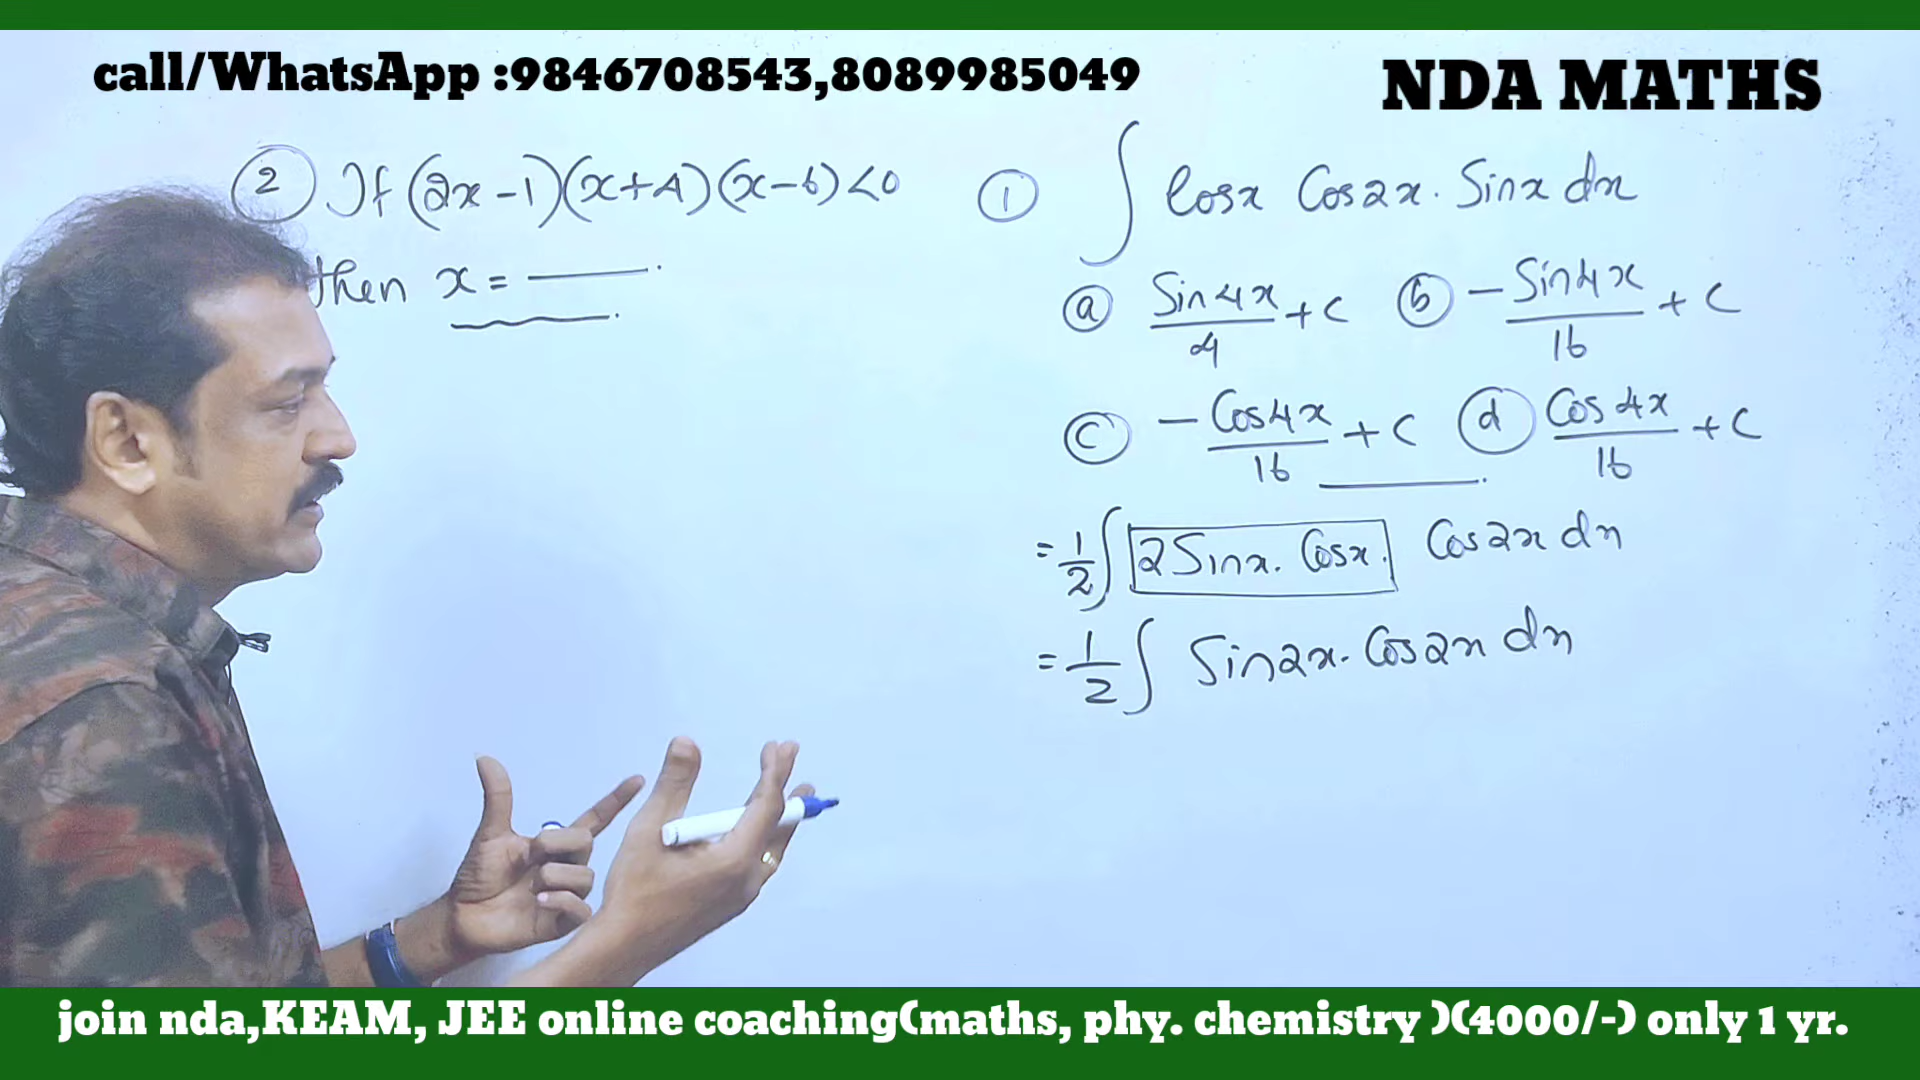 call/WhatsApp :9846708543,8089985049
NDA MATHS
② If (2x-1)(x+4)(x-6)<0
then x = ———.
① ∫ Cosx Cos2x. Sinx dx
ⓐ Sin4x/4 + C ⓑ -Sin4x/16 + C
ⓒ -Cos4x/16 + C ⓓ Cos4x/16 + C
= 1/2 ∫ 2Sinx. Cosx. Cos2x dx
= 1/2 ∫ Sin2x. Cos2x dx
join nda,KEAM, JEE online coaching(maths, phy. chemistry )(4000/-) only 1 yr.